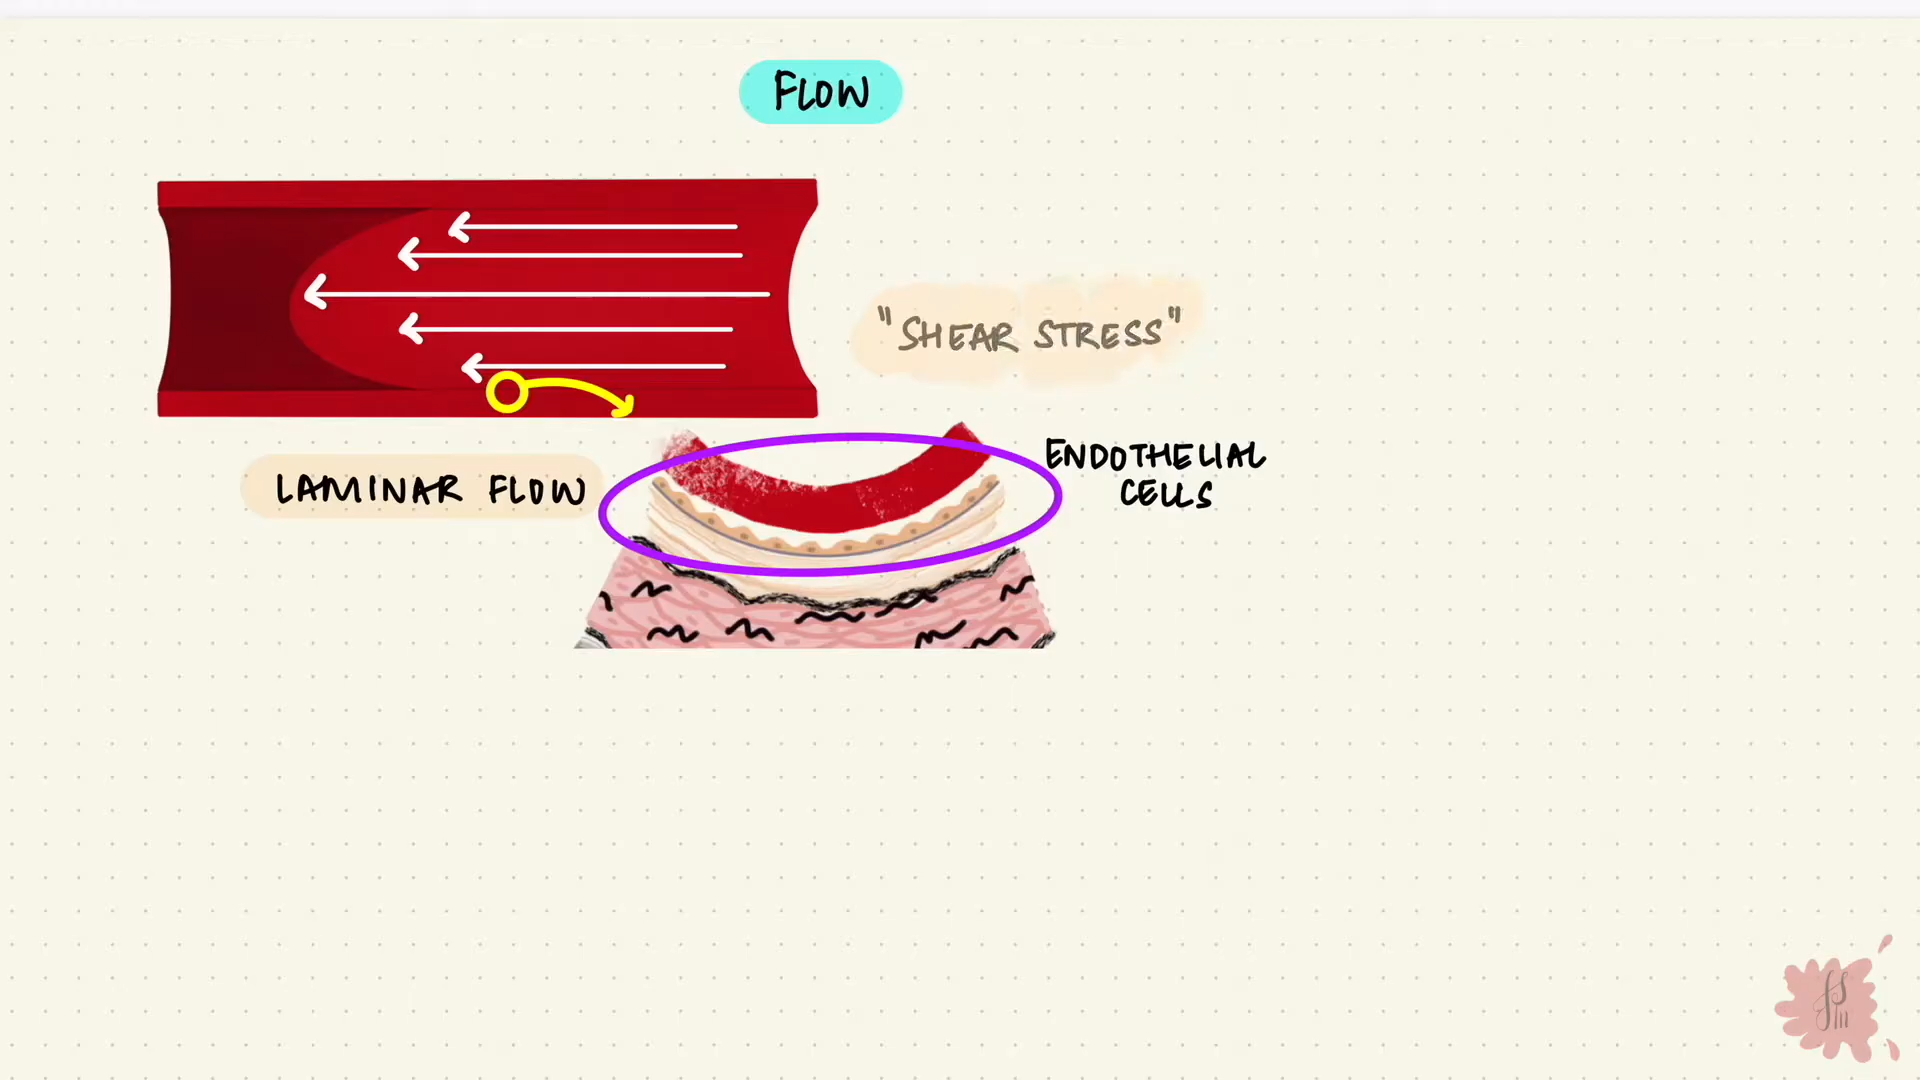 FLOW
"SHEAR STRESS"
ENDOTHELIAL
CELLS
LAMINAR FLOW